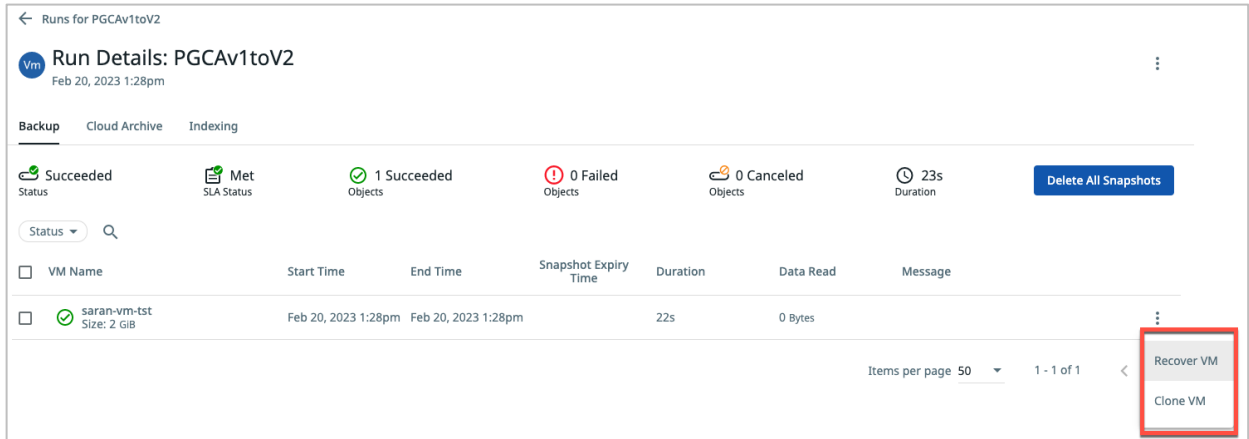 Runs for PGCAv1toV2
Vm
Run Details: PGCAv1toV2
Feb 20, 2023 1:28pm
Backup Cloud Archive Indexing
Succeeded
Status
Met
SLA Status
1 Succeeded
Objects
0 Failed
Objects
0 Canceled
Objects
23s
Duration
Delete All Snapshots
Status
VM Name Start Time End Time Snapshot Expiry Time Duration Data Read Message
saran-vm-tst
Size: 2 GiB
Feb 20, 2023 1:28pm Feb 20, 2023 1:28pm 22s 0 Bytes
Items per page 50 1 - 1 of 1
Recover VM
Clone VM